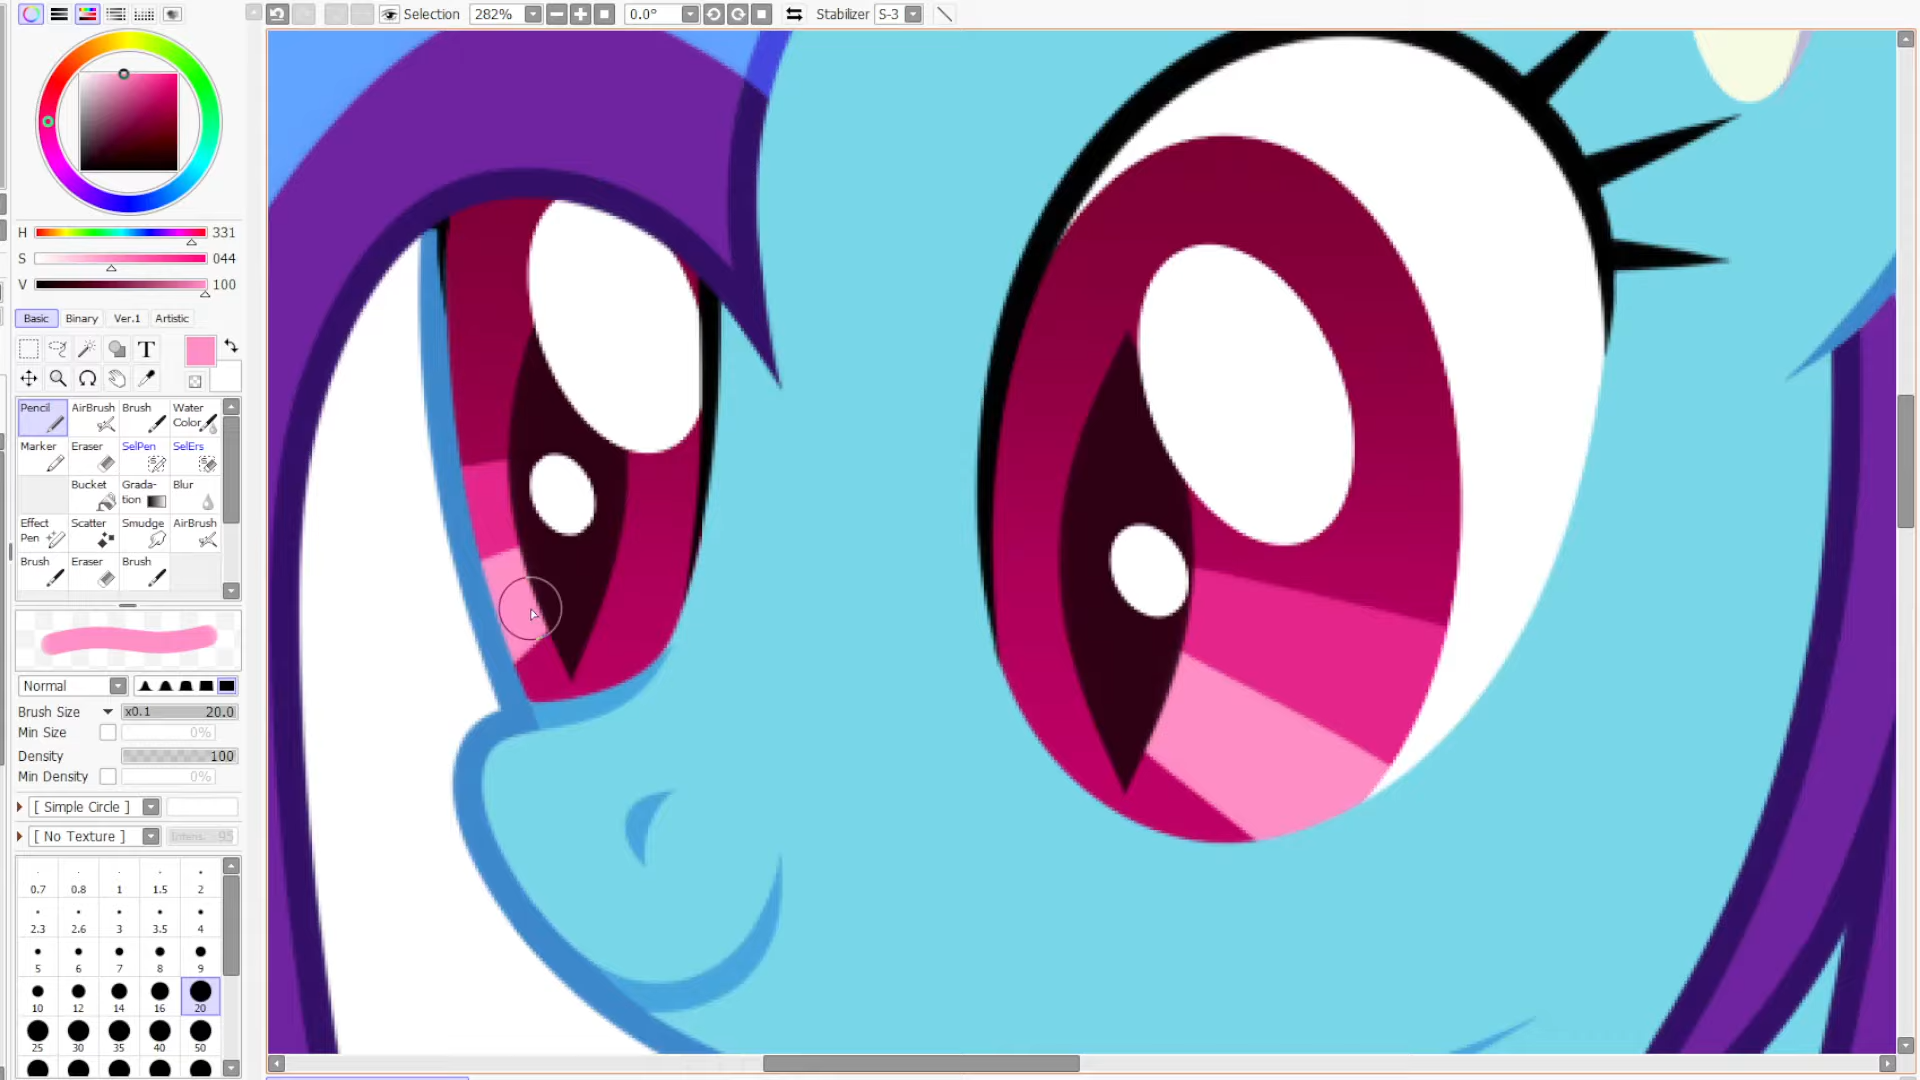 Selection 282% 0.0° Stabilizer S-3
H 331
S 044
V 100
Basic Binary Ver.1 Artistic
T
Pencil AirBrush Brush Water Color
Marker Eraser SelPen SelErs
Bucket Grada-tion Blur
Effect Pen Scatter Smudge AirBrush
Brush Eraser Brush
Normal
Brush Size x0.1 20.0
Min Size 0%
Density 100
Min Density 0%
[ Simple Circle ]
[ No Texture ] 95
0.7 0.8 1 1.5 2
2.3 2.6 3 3.5 4
5 6 7 8 9
10 12 14 16 20
25 30 35 40 50